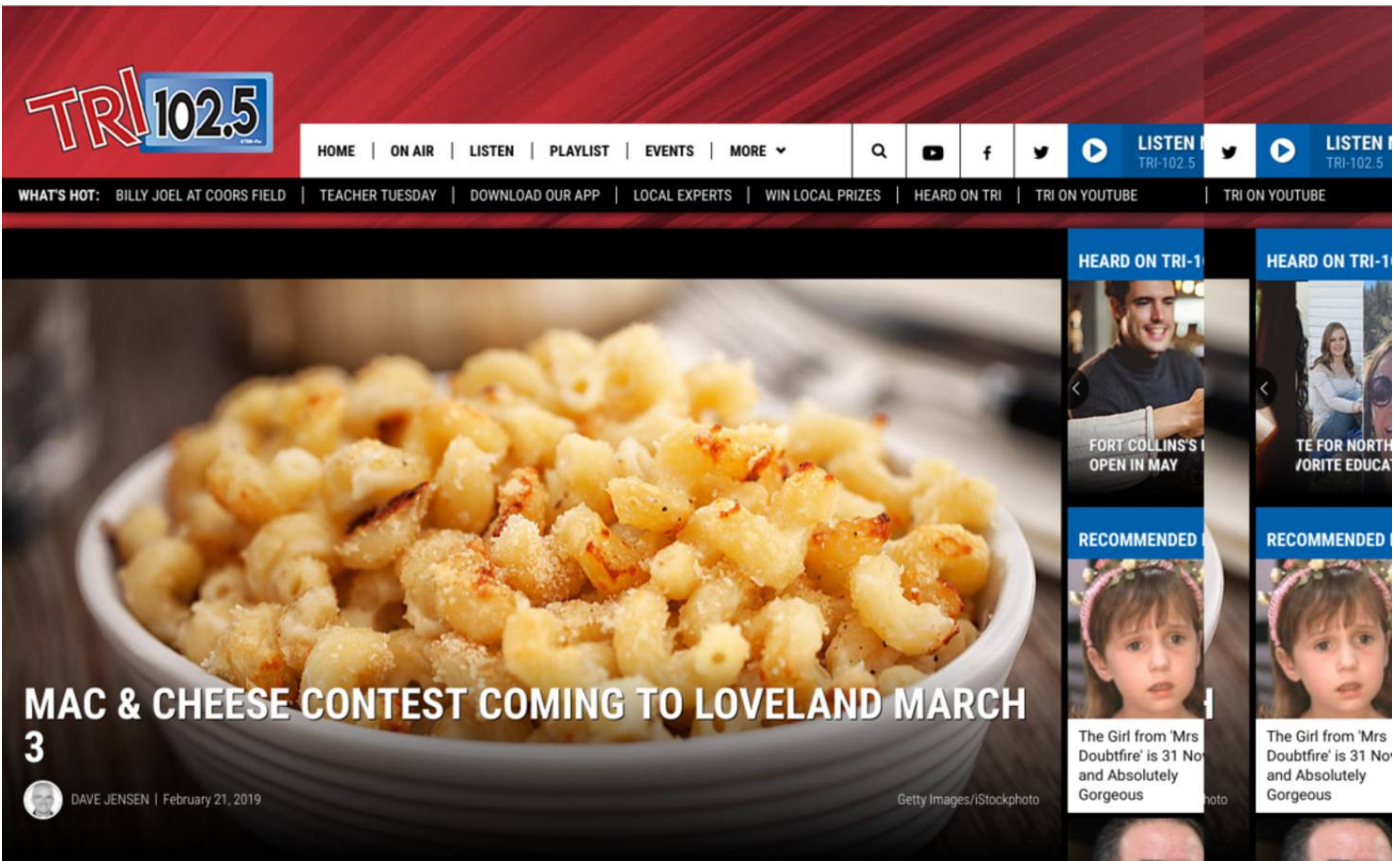 TRI 102.5
KTRR-FM
HOME | ON AIR | LISTEN | PLAYLIST | EVENTS | MORE
LISTEN
TRI-102.5
LISTEN
TRI-102.5
WHAT'S HOT: BILLY JOEL AT COORS FIELD | TEACHER TUESDAY | DOWNLOAD OUR APP | LOCAL EXPERTS | WIN LOCAL PRIZES | HEARD ON TRI | TRI ON YOUTUBE | TRI ON YOUTUBE
HEARD ON TRI-1
HEARD ON TRI-1
FORT COLLINS'S
OPEN IN MAY
TE FOR NORTH
VORITE EDUCA
RECOMMENDED
RECOMMENDED
MAC & CHEESE CONTEST COMING TO LOVELAND MARCH
3
DAVE JENSEN | February 21, 2019
Getty Images/iStockphoto
hoto
The Girl from 'Mrs
Doubtfire' is 31 No
and Absolutely
Gorgeous
The Girl from 'Mrs
Doubtfire' is 31 No
and Absolutely
Gorgeous